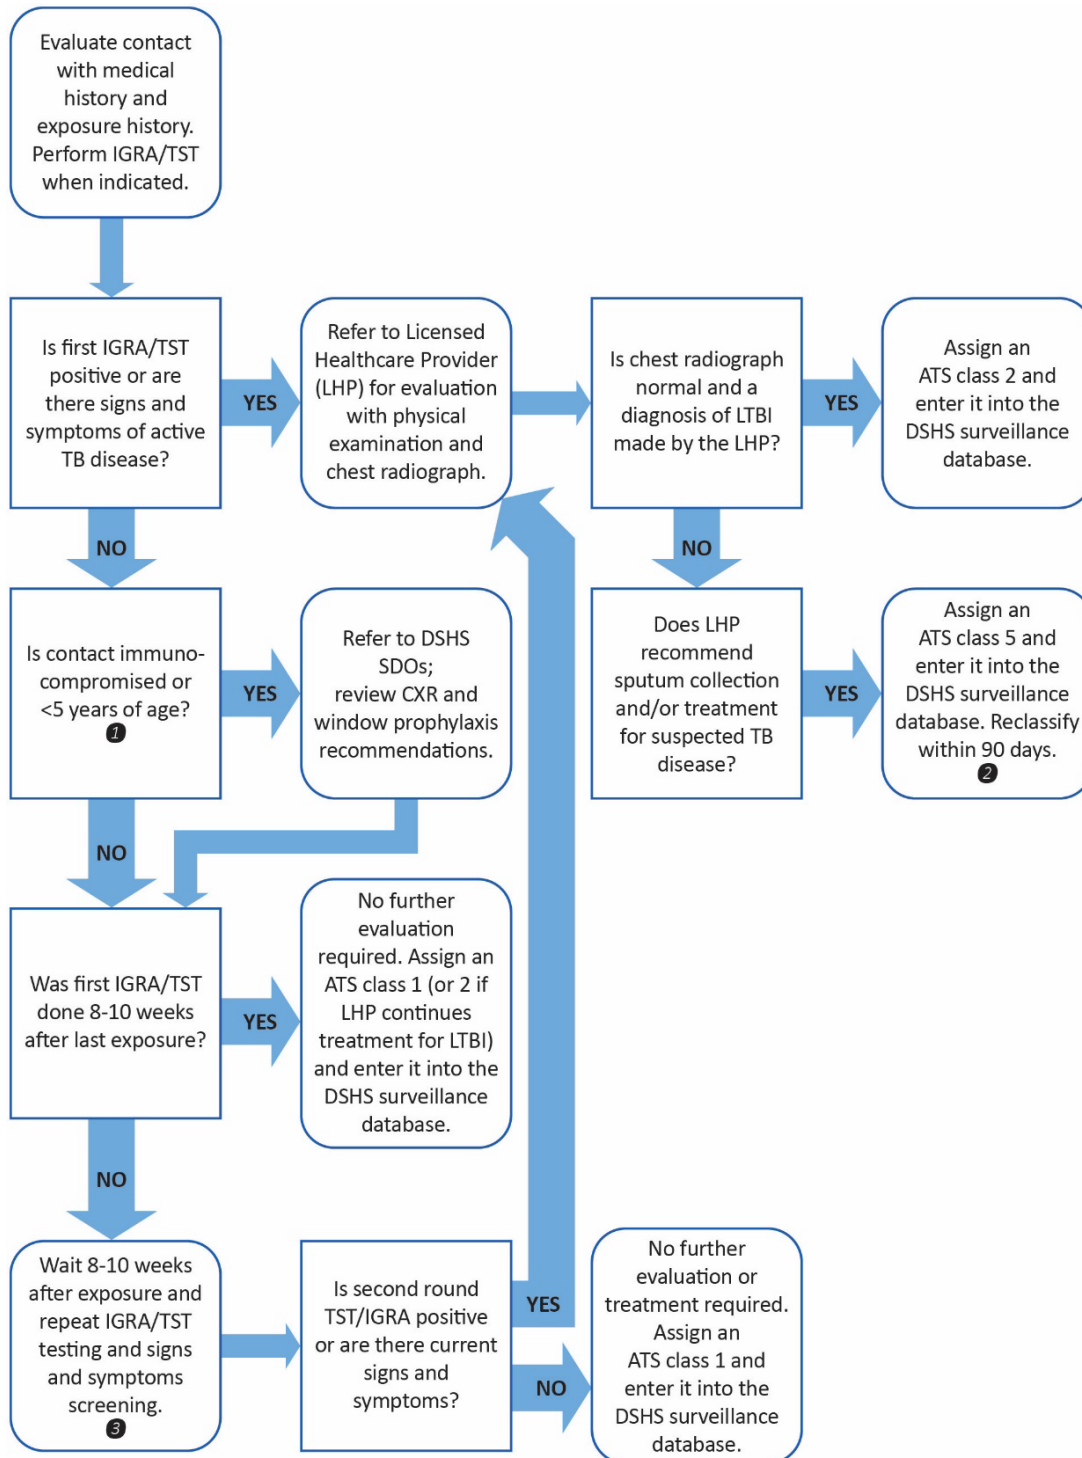 Evaluate contact
with medical
history and
exposure history.
Perform IGRA/TST
when indicated.
Is first IGRA/TST
positive or are
there signs and
symptoms of active
TB disease?
YES
Refer to Licensed
Healthcare Provider
(LHP) for evaluation
with physical
examination and
chest radiograph.
Is chest radiograph
normal and a
diagnosis of LTBI
made by the LHP?
YES
Assign an
ATS class 2 and
enter it into the
DSHS surveillance
database.
NO
NO
Is contact immuno-
compromised or
<5 years of age?
1
YES
Refer to DSHS
SDOs;
review CXR and
window prophylaxis
recommendations.
Does LHP
recommend
sputum collection
and/or treatment
for suspected TB
disease?
YES
Assign an
ATS class 5 and
enter it into the
DSHS surveillance
database. Reclassify
within 90 days.
2
NO
Was first IGRA/TST
done 8-10 weeks
after last exposure?
YES
No further
evaluation
required. Assign an
ATS class 1 (or 2 if
LHP continues
treatment for LTBI)
and enter it into the
DSHS surveillance
database.
NO
Wait 8-10 weeks
after exposure and
repeat IGRA/TST
testing and signs
and symptoms
screening.
3
Is second round
TST/IGRA positive
or are there current
signs and
symptoms?
YES
NO
No further
evaluation or
treatment required.
Assign an
ATS class 1 and
enter it into the
DSHS surveillance
database.